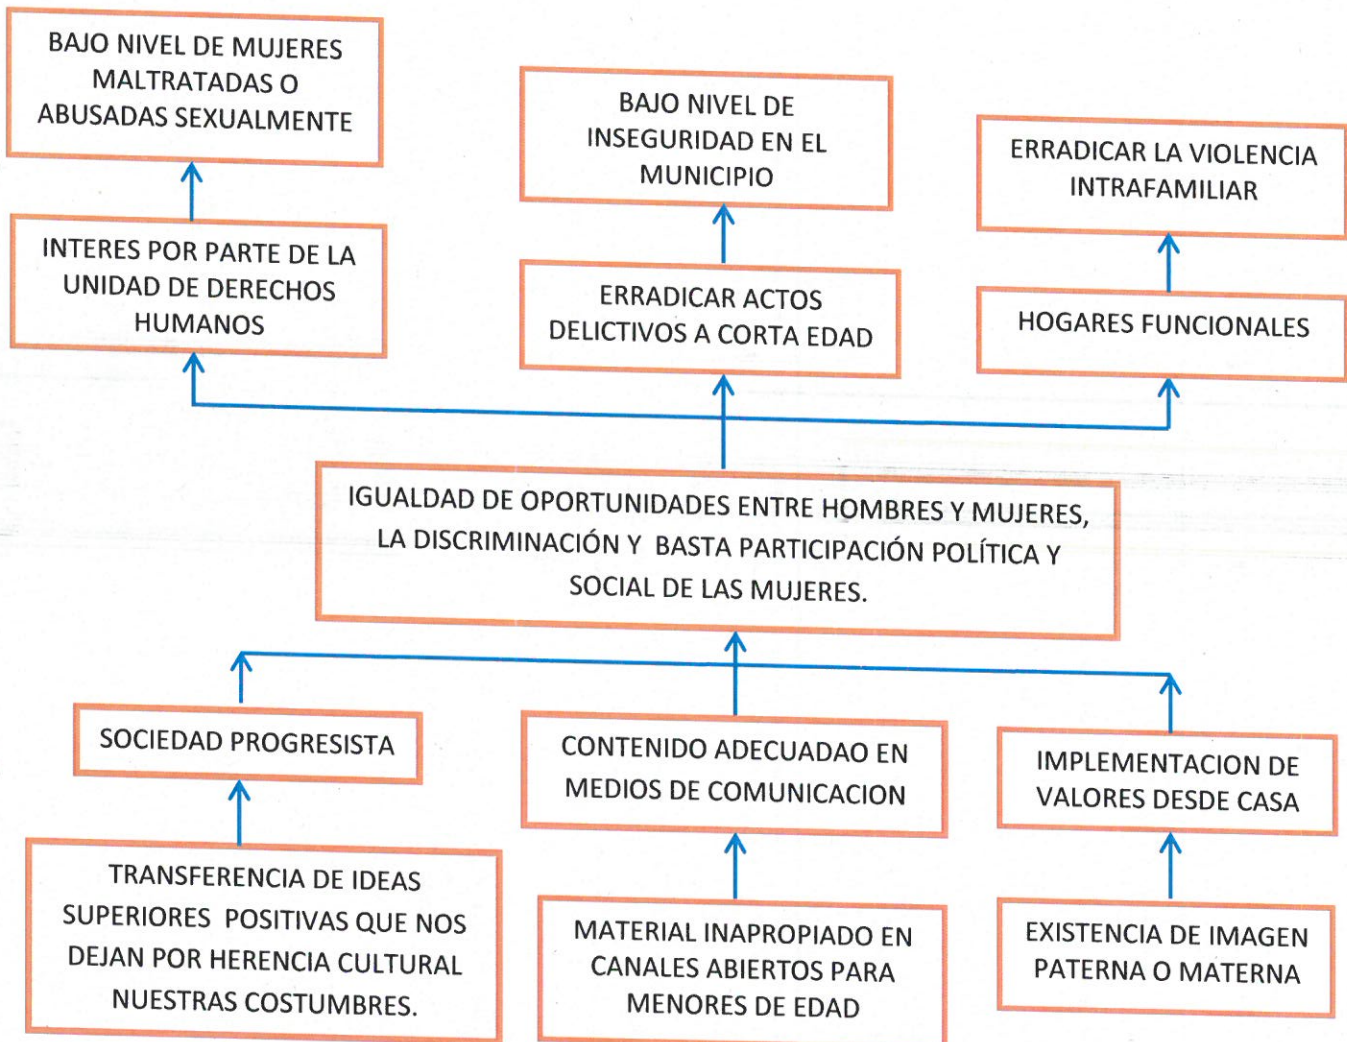 BAJO NIVEL DE MUJERES
MALTRATADAS O
ABUSADAS SEXUALMENTE
BAJO NIVEL DE
INSEGURIDAD EN EL
MUNICIPIO
ERRADICAR LA VIOLENCIA
INTRAFAMILIAR
INTERES POR PARTE DE LA
UNIDAD DE DERECHOS
HUMANOS
ERRADICAR ACTOS
DELICTIVOS A CORTA EDAD
HOGARES FUNCIONALES
IGUALDAD DE OPORTUNIDADES ENTRE HOMBRES Y MUJERES,
LA DISCRIMINACIÓN Y BASTA PARTICIPACIÓN POLÍTICA Y
SOCIAL DE LAS MUJERES.
SOCIEDAD PROGRESISTA
CONTENIDO ADECUADAO EN
MEDIOS DE COMUNICACION
IMPLEMENTACION DE
VALORES DESDE CASA
TRANSFERENCIA DE IDEAS
SUPERIORES POSITIVAS QUE NOS
DEJAN POR HERENCIA CULTURAL
NUESTRAS COSTUMBRES.
MATERIAL INAPROPIADO EN
CANALES ABIERTOS PARA
MENORES DE EDAD
EXISTENCIA DE IMAGEN
PATERNA O MATERNA